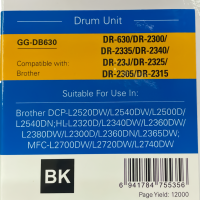 Drum Unit
GG-DB630
DR-630/DR-2300/
DR-2335/DR-2340/
Compatible with:
DR-23J/DR-2325/
Brother
DR-2305/DR-2315
Suitable For Use In:
Brother DCP-L2520DW/L2540DW/L2500D/
L2540DN;HL-L2320D/L2340DW/L2360DW/
L2380DW/L2300D/L2360DN/L2365DW;
MFC-L2700DW/L2720DW/L2740DW
BK
6 941784 755356
Page Yield: 12000